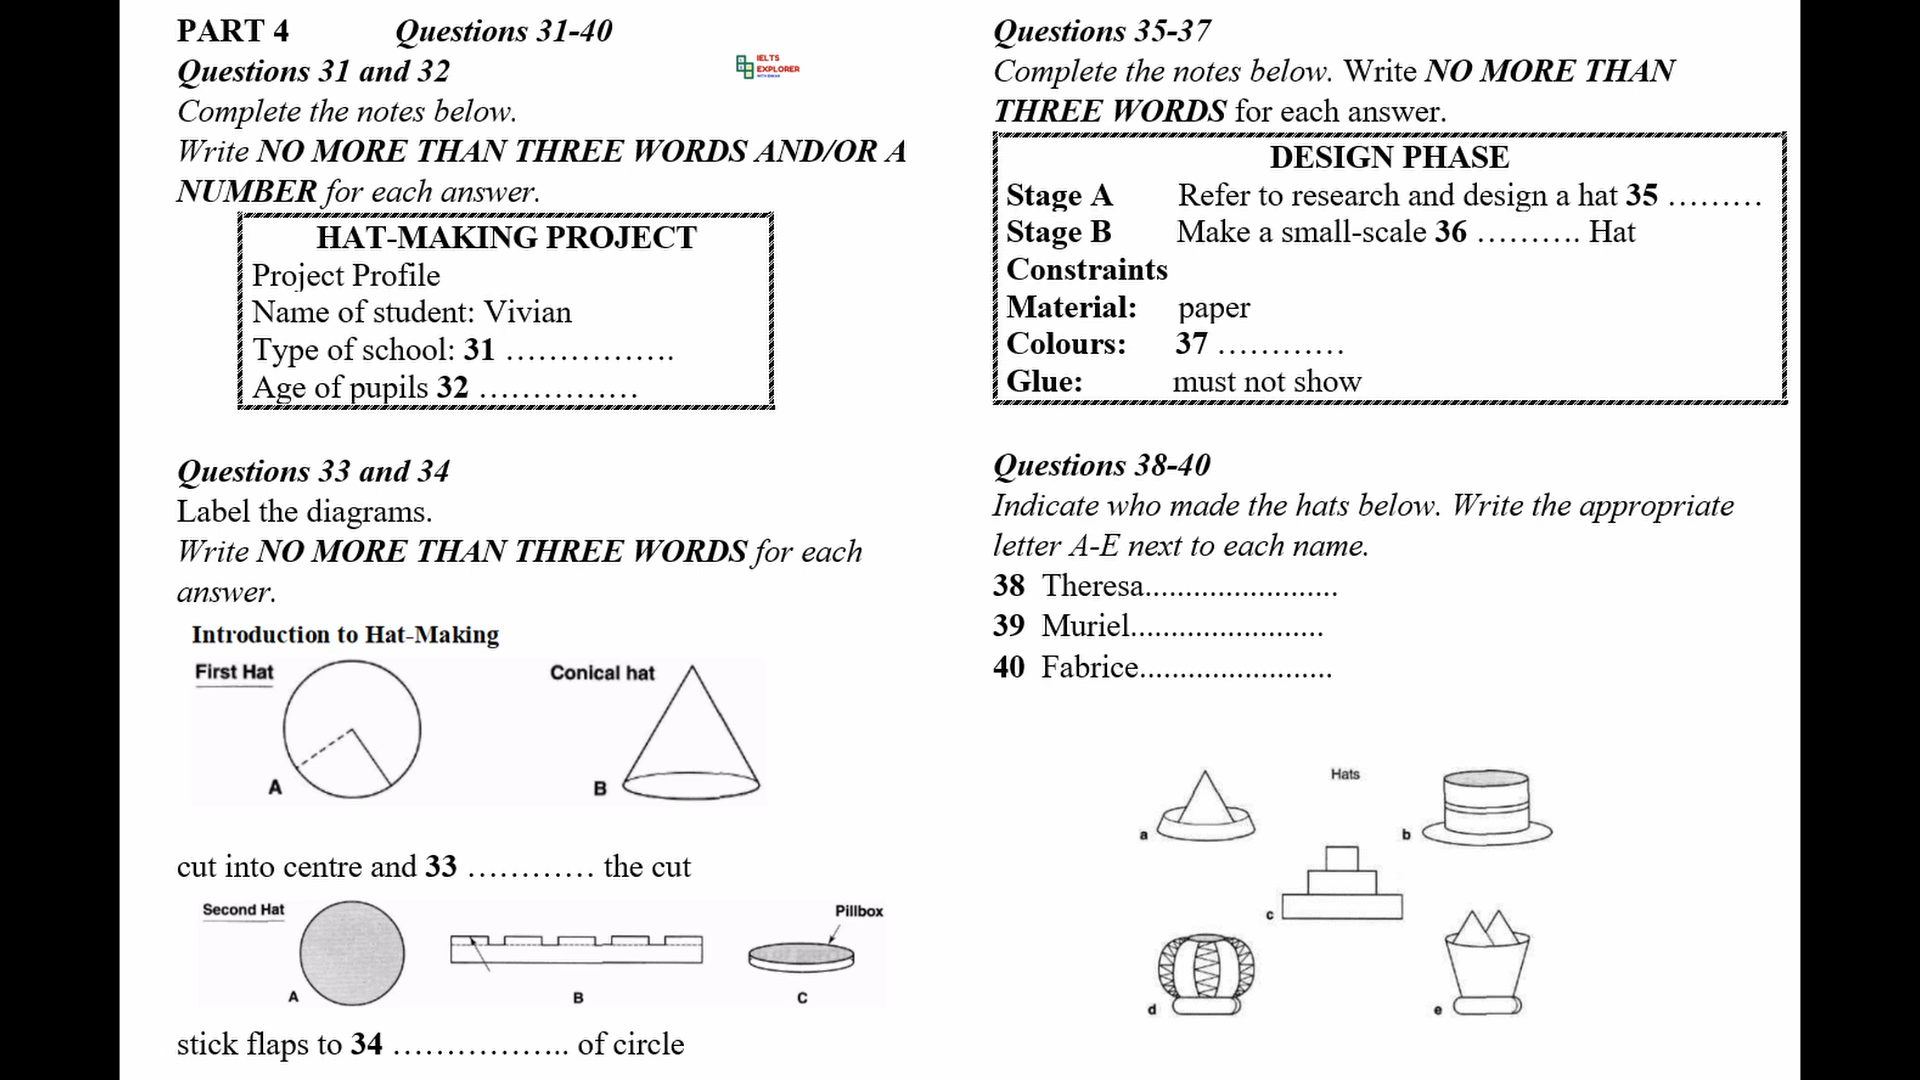 PART 4 Questions 31-40
Questions 31 and 32
IELTS
EXPLORER
Complete the notes below.
Write NO MORE THAN THREE WORDS AND/OR A
NUMBER for each answer.
HAT-MAKING PROJECT
Project Profile
Name of student: Vivian
Type of school: 31 …………….
Age of pupils 32 ……………
Questions 33 and 34
Label the diagrams.
Write NO MORE THAN THREE WORDS for each
answer.
Introduction to Hat-Making
First Hat
A
Conical hat
B
cut into centre and 33 ………… the cut
Second Hat
A
B
Pillbox
C
stick flaps to 34 …………….. of circle
Questions 35-37
Complete the notes below. Write NO MORE THAN
THREE WORDS for each answer.
DESIGN PHASE
Stage A Refer to research and design a hat 35 ………
Stage B Make a small-scale 36 ………. Hat
Constraints
Material: paper
Colours: 37 …………
Glue: must not show
Questions 38-40
Indicate who made the hats below. Write the appropriate
letter A-E next to each name.
38 Theresa........................
39 Muriel........................
40 Fabrice........................
Hats
a
b
c
d
e